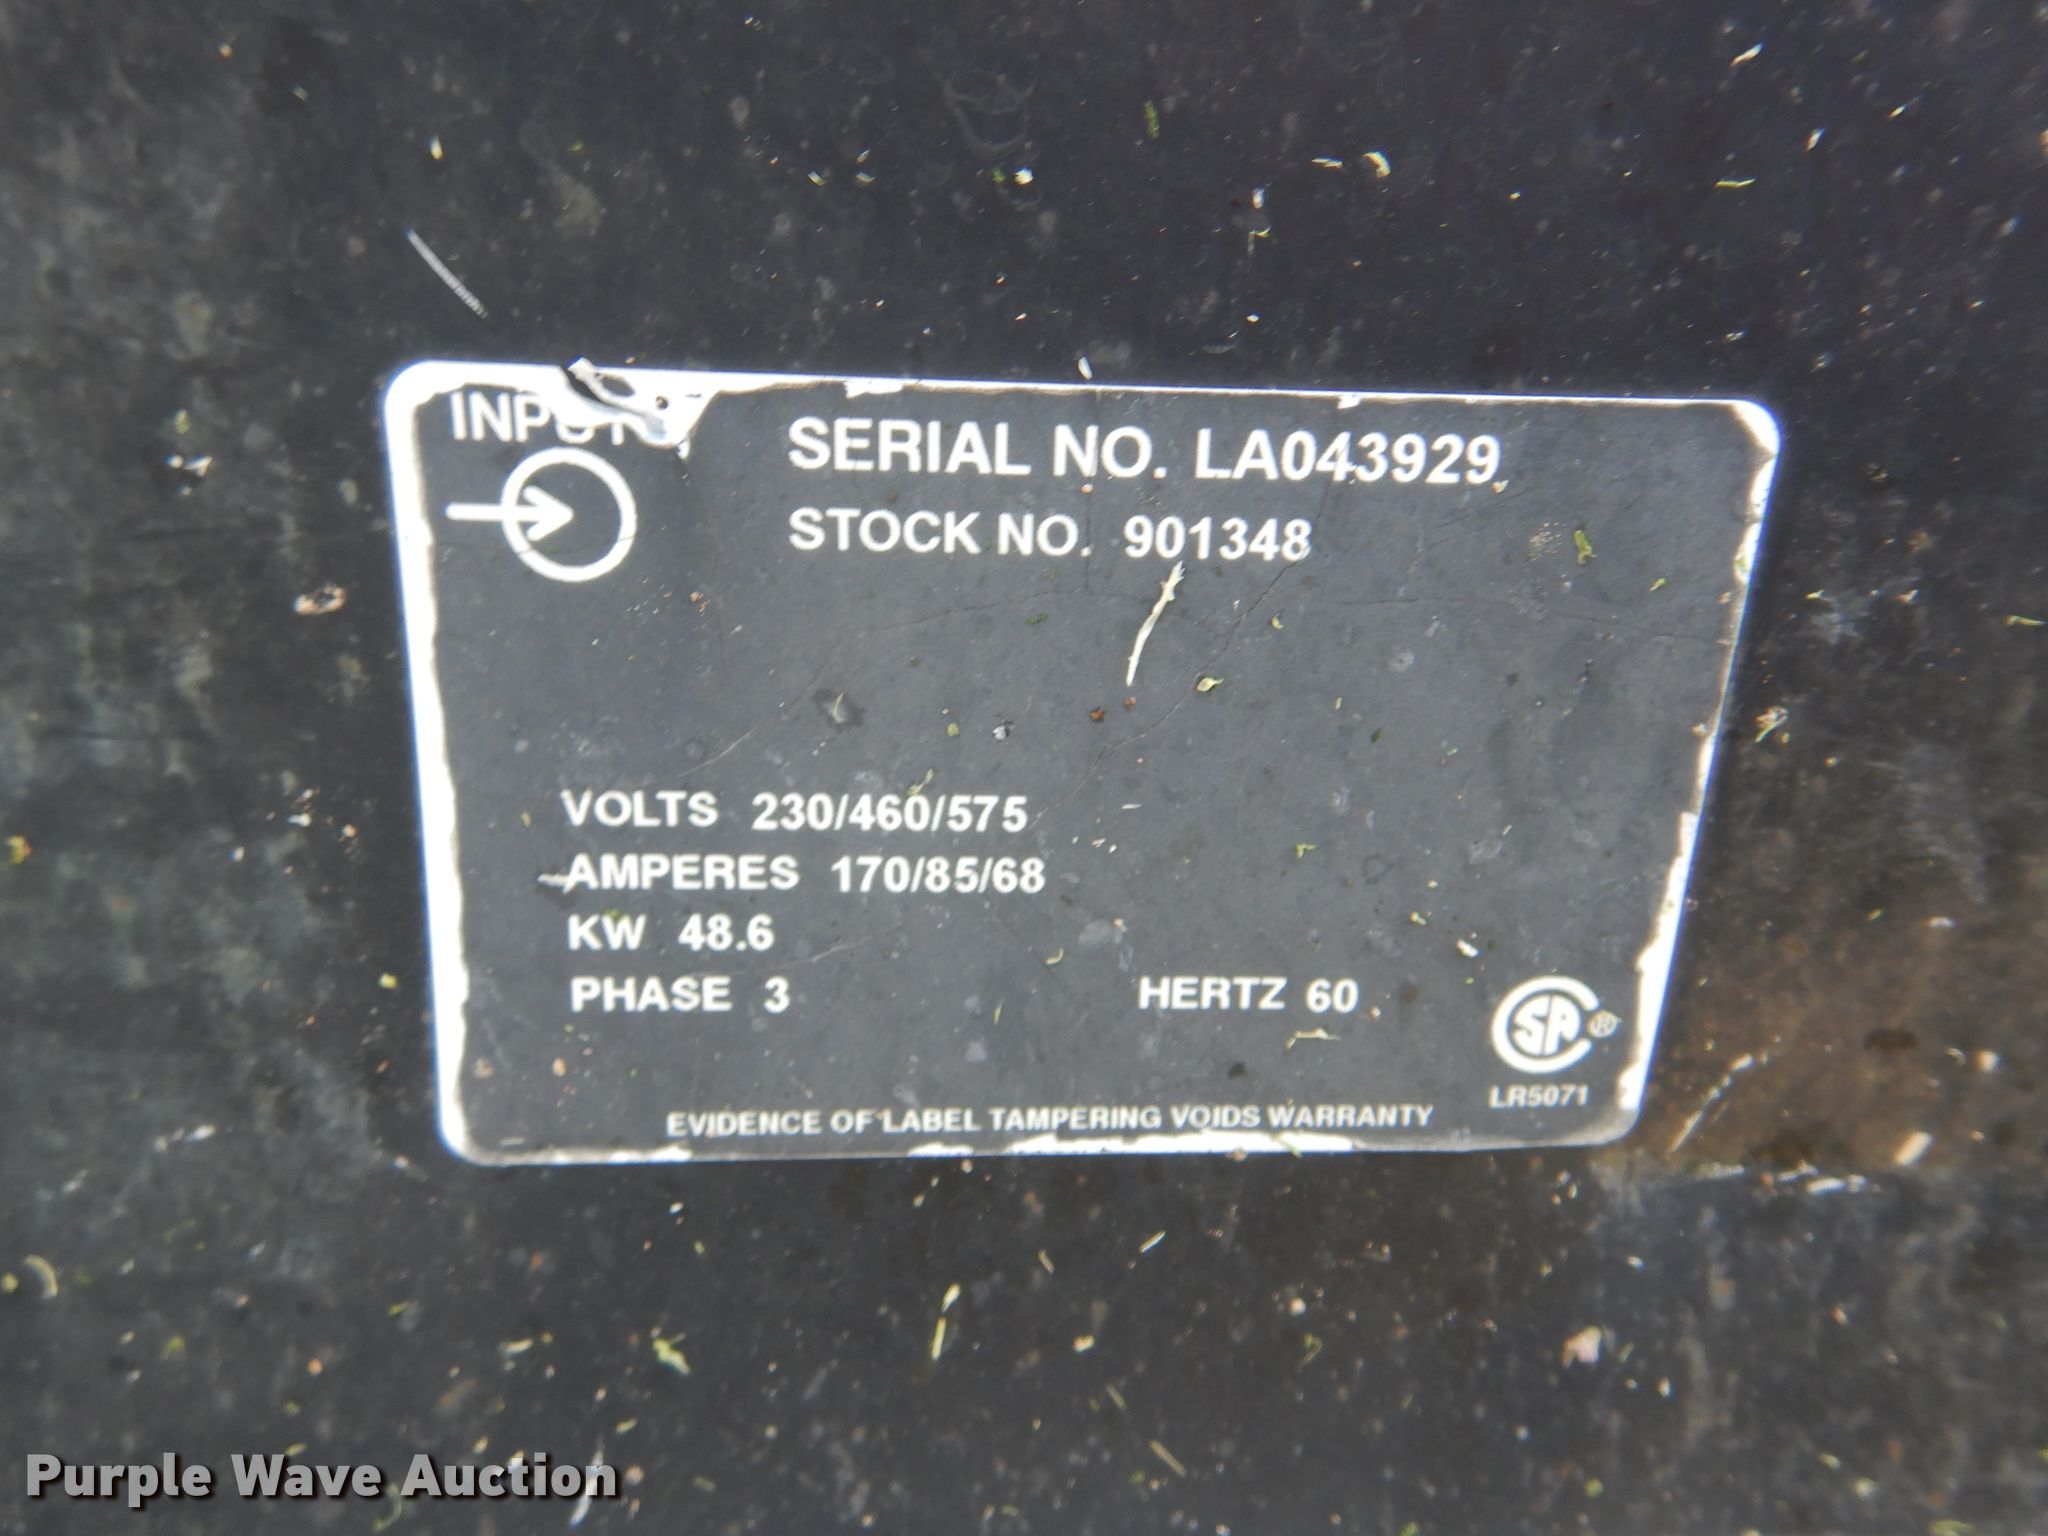 INPUT
SERIAL NO. LA043929
STOCK NO. 901348
VOLTS 230/460/575
AMPERES 170/85/68
KW 48.6
PHASE 3 HERTZ 60
SA ®
LR5071
EVIDENCE OF LABEL TAMPERING VOIDS WARRANTY
Purple Wave Auction